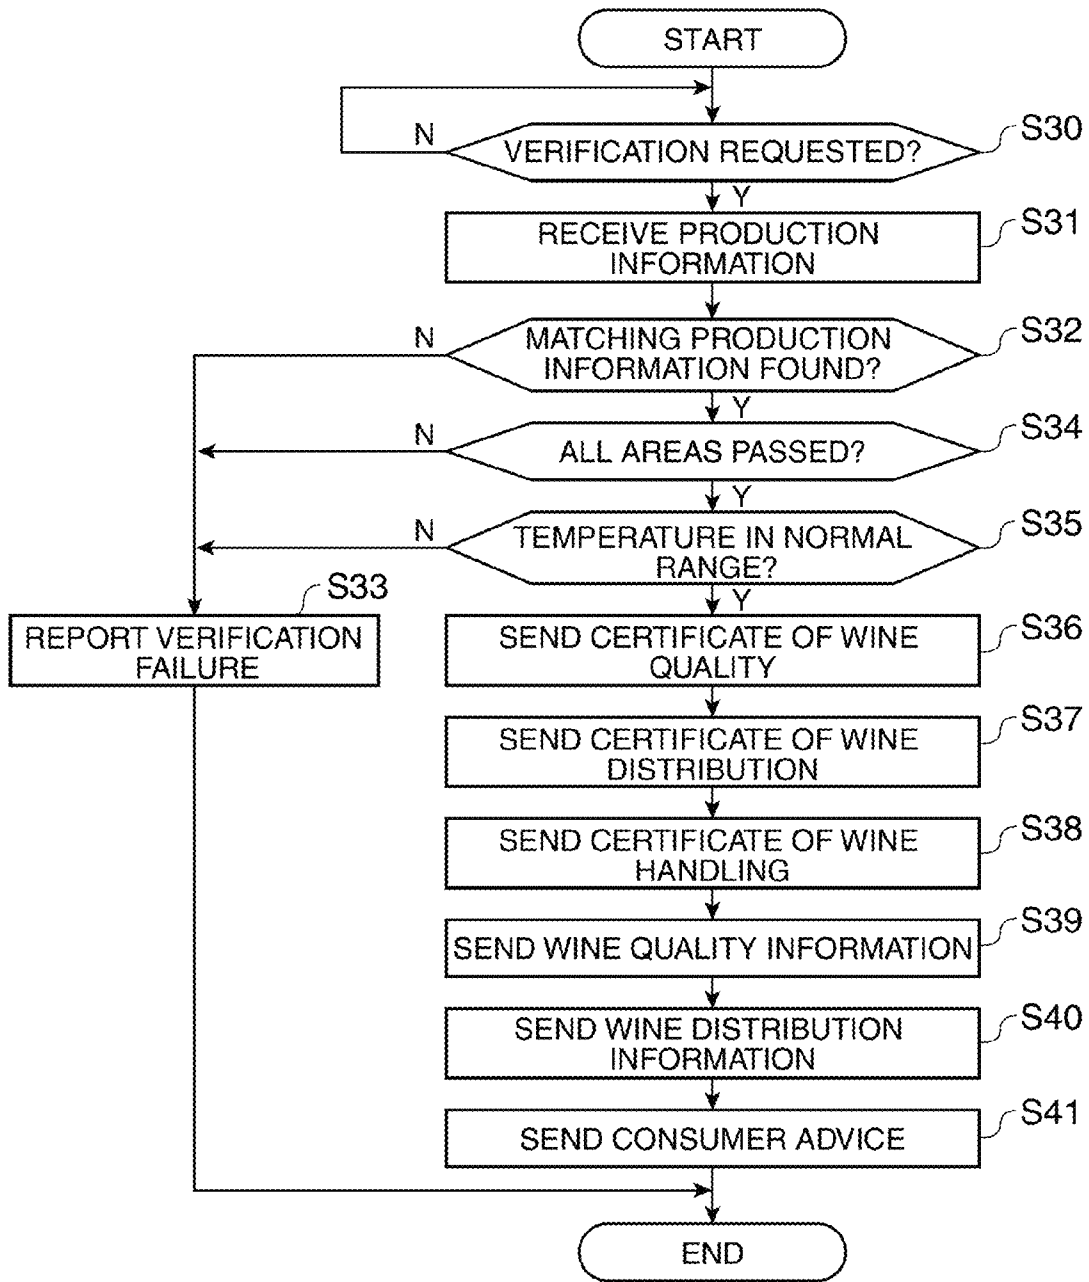 START
N
VERIFICATION REQUESTED?
S30
Y
RECEIVE PRODUCTION
INFORMATION
S31
N
MATCHING PRODUCTION
INFORMATION FOUND?
S32
Y
N
ALL AREAS PASSED?
S34
Y
N
TEMPERATURE IN NORMAL
RANGE?
S35
Y
S33
REPORT VERIFICATION
FAILURE
SEND CERTIFICATE OF WINE
QUALITY
S36
SEND CERTIFICATE OF WINE
DISTRIBUTION
S37
SEND CERTIFICATE OF WINE
HANDLING
S38
SEND WINE QUALITY INFORMATION
S39
SEND WINE DISTRIBUTION
INFORMATION
S40
SEND CONSUMER ADVICE
S41
END